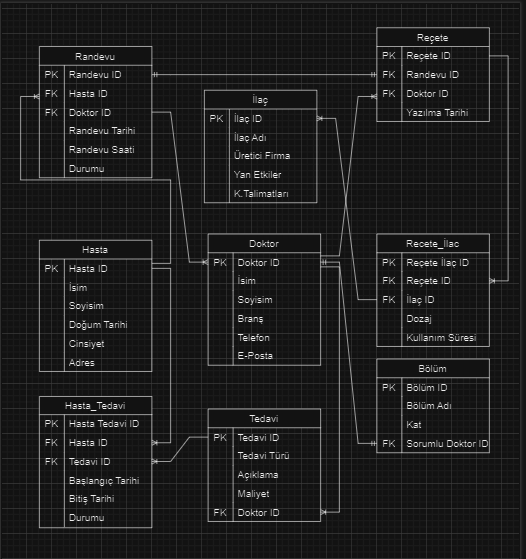 Randevu
PK Randevu ID
FK Hasta ID
FK Doktor ID
Randevu Tarihi
Randevu Saati
Durumu
Reçete
PK Reçete ID
FK Randevu ID
FK Doktor ID
Yazılma Tarihi
İlaç
PK İlaç ID
İlaç Adı
Üretici Firma
Yan Etkiler
K.Talimatları
Hasta
PK Hasta ID
İsim
Soyisim
Doğum Tarihi
Cinsiyet
Adres
Doktor
PK Doktor ID
İsim
Soyisim
Branş
Telefon
E-Posta
Recete_İlac
PK Reçete İlaç ID
FK Reçete ID
FK İlaç ID
Dozaj
Kullanım Süresi
Bölüm
PK Bölüm ID
Bölüm Adı
Kat
FK Sorumlu Doktor ID
Hasta_Tedavi
PK Hasta Tedavi ID
FK Hasta ID
FK Tedavi ID
Başlangıç Tarihi
Bitiş Tarihi
Durumu
Tedavi
PK Tedavi ID
Tedavi Türü
Açıklama
Maliyet
FK Doktor ID